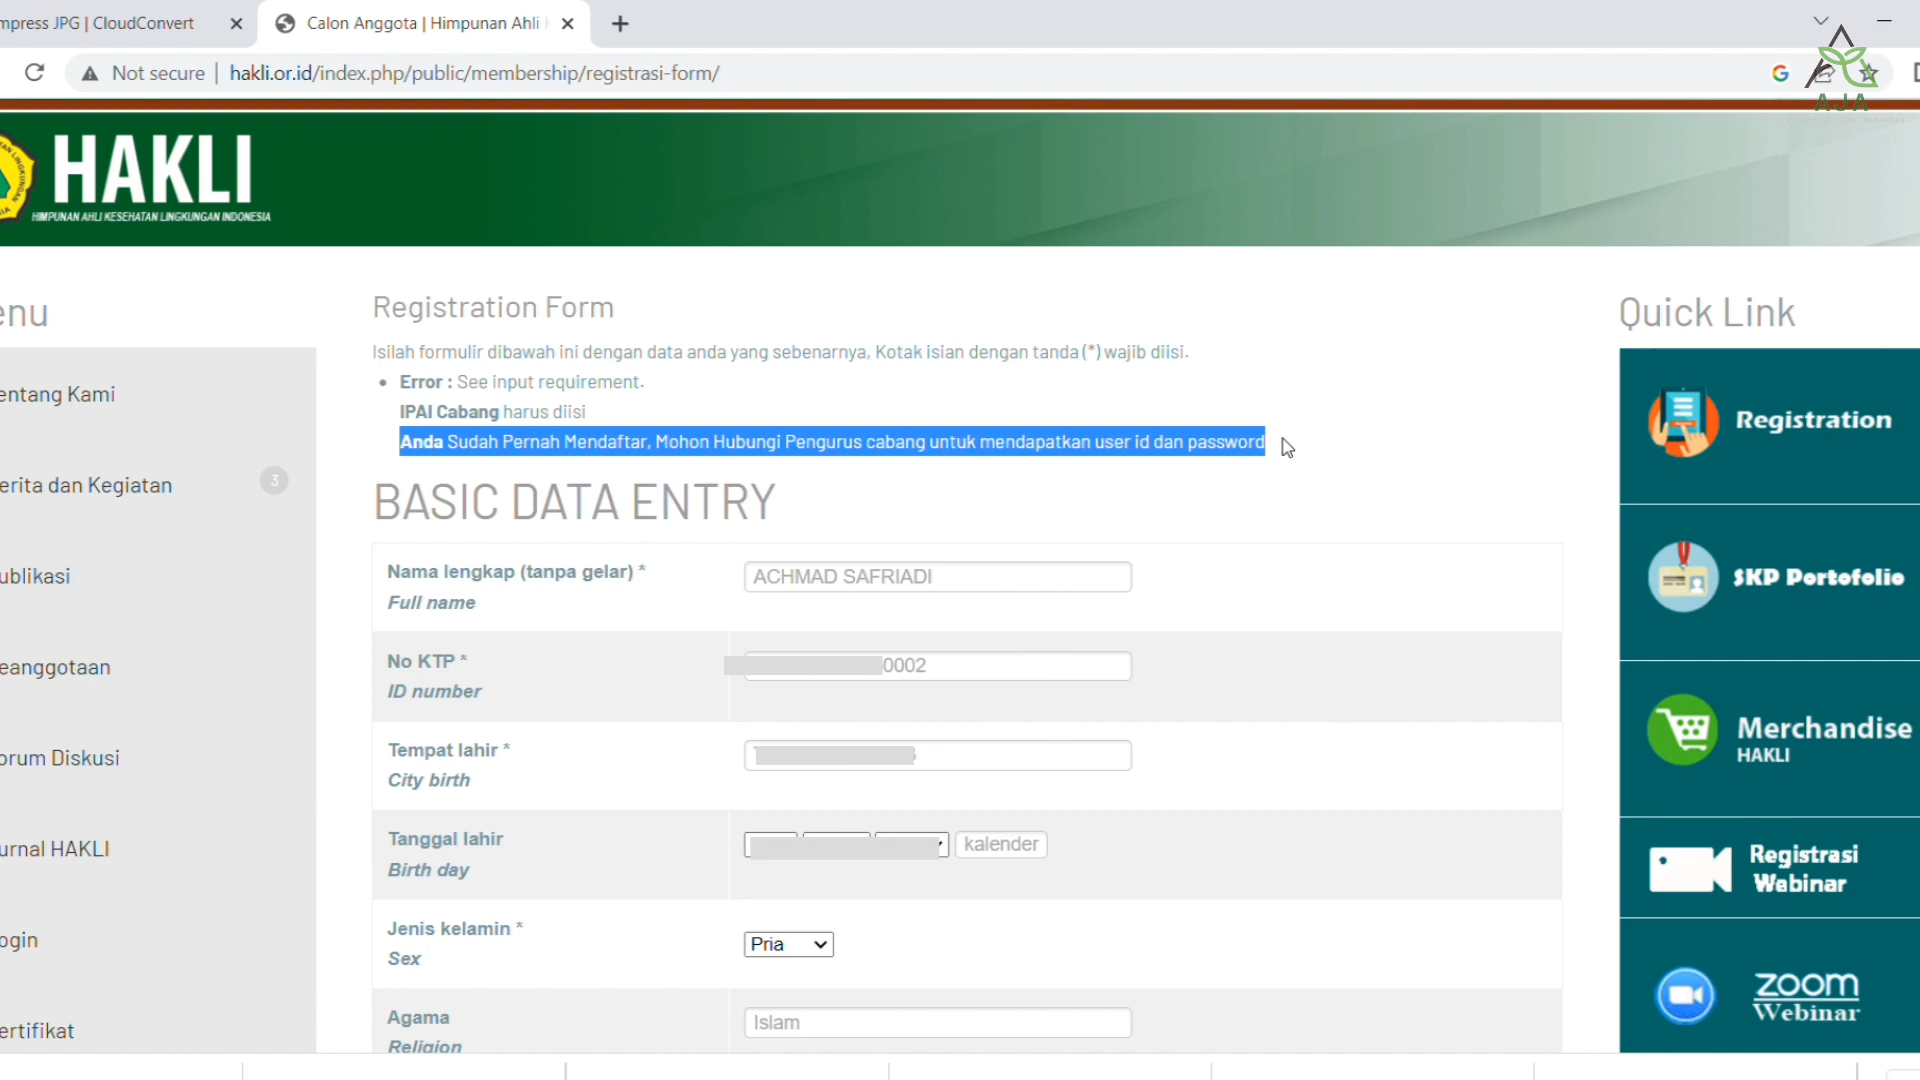 mpress JPG | CloudConvert
Calon Anggota | Himpunan Ahli
Not secure
hakli.or.id/index.php/public/membership/registrasi-form/
AJA
HAKLI
HIMPUNAN AHLI KESEHATAN LINGKUNGAN INDONESIA
enu
entang Kami
erita dan Kegiatan
3
ublikasi
eanggotaan
orum Diskusi
urnal HAKLI
ogin
ertifikat
Registration Form
Isilah formulir dibawah ini dengan data anda yang sebenarnya, Kotak isian dengan tanda (*) wajib diisi.
• Error : See input requirement.
IPAI Cabang harus diisi
Anda Sudah Pernah Mendaftar, Mohon Hubungi Pengurus cabang untuk mendapatkan user id dan password
BASIC DATA ENTRY
Nama lengkap (tanpa gelar) *
Full name
ACHMAD SAFRIADI
No KTP *
ID number
0002
Tempat lahir *
City birth
Tanggal lahir
Birth day
kalender
Jenis kelamin *
Sex
Pria
Agama
Religion
Islam
Quick Link
Registration
SKP Portofolio
Merchandise
HAKLI
Registrasi
Webinar
zoom
Webinar